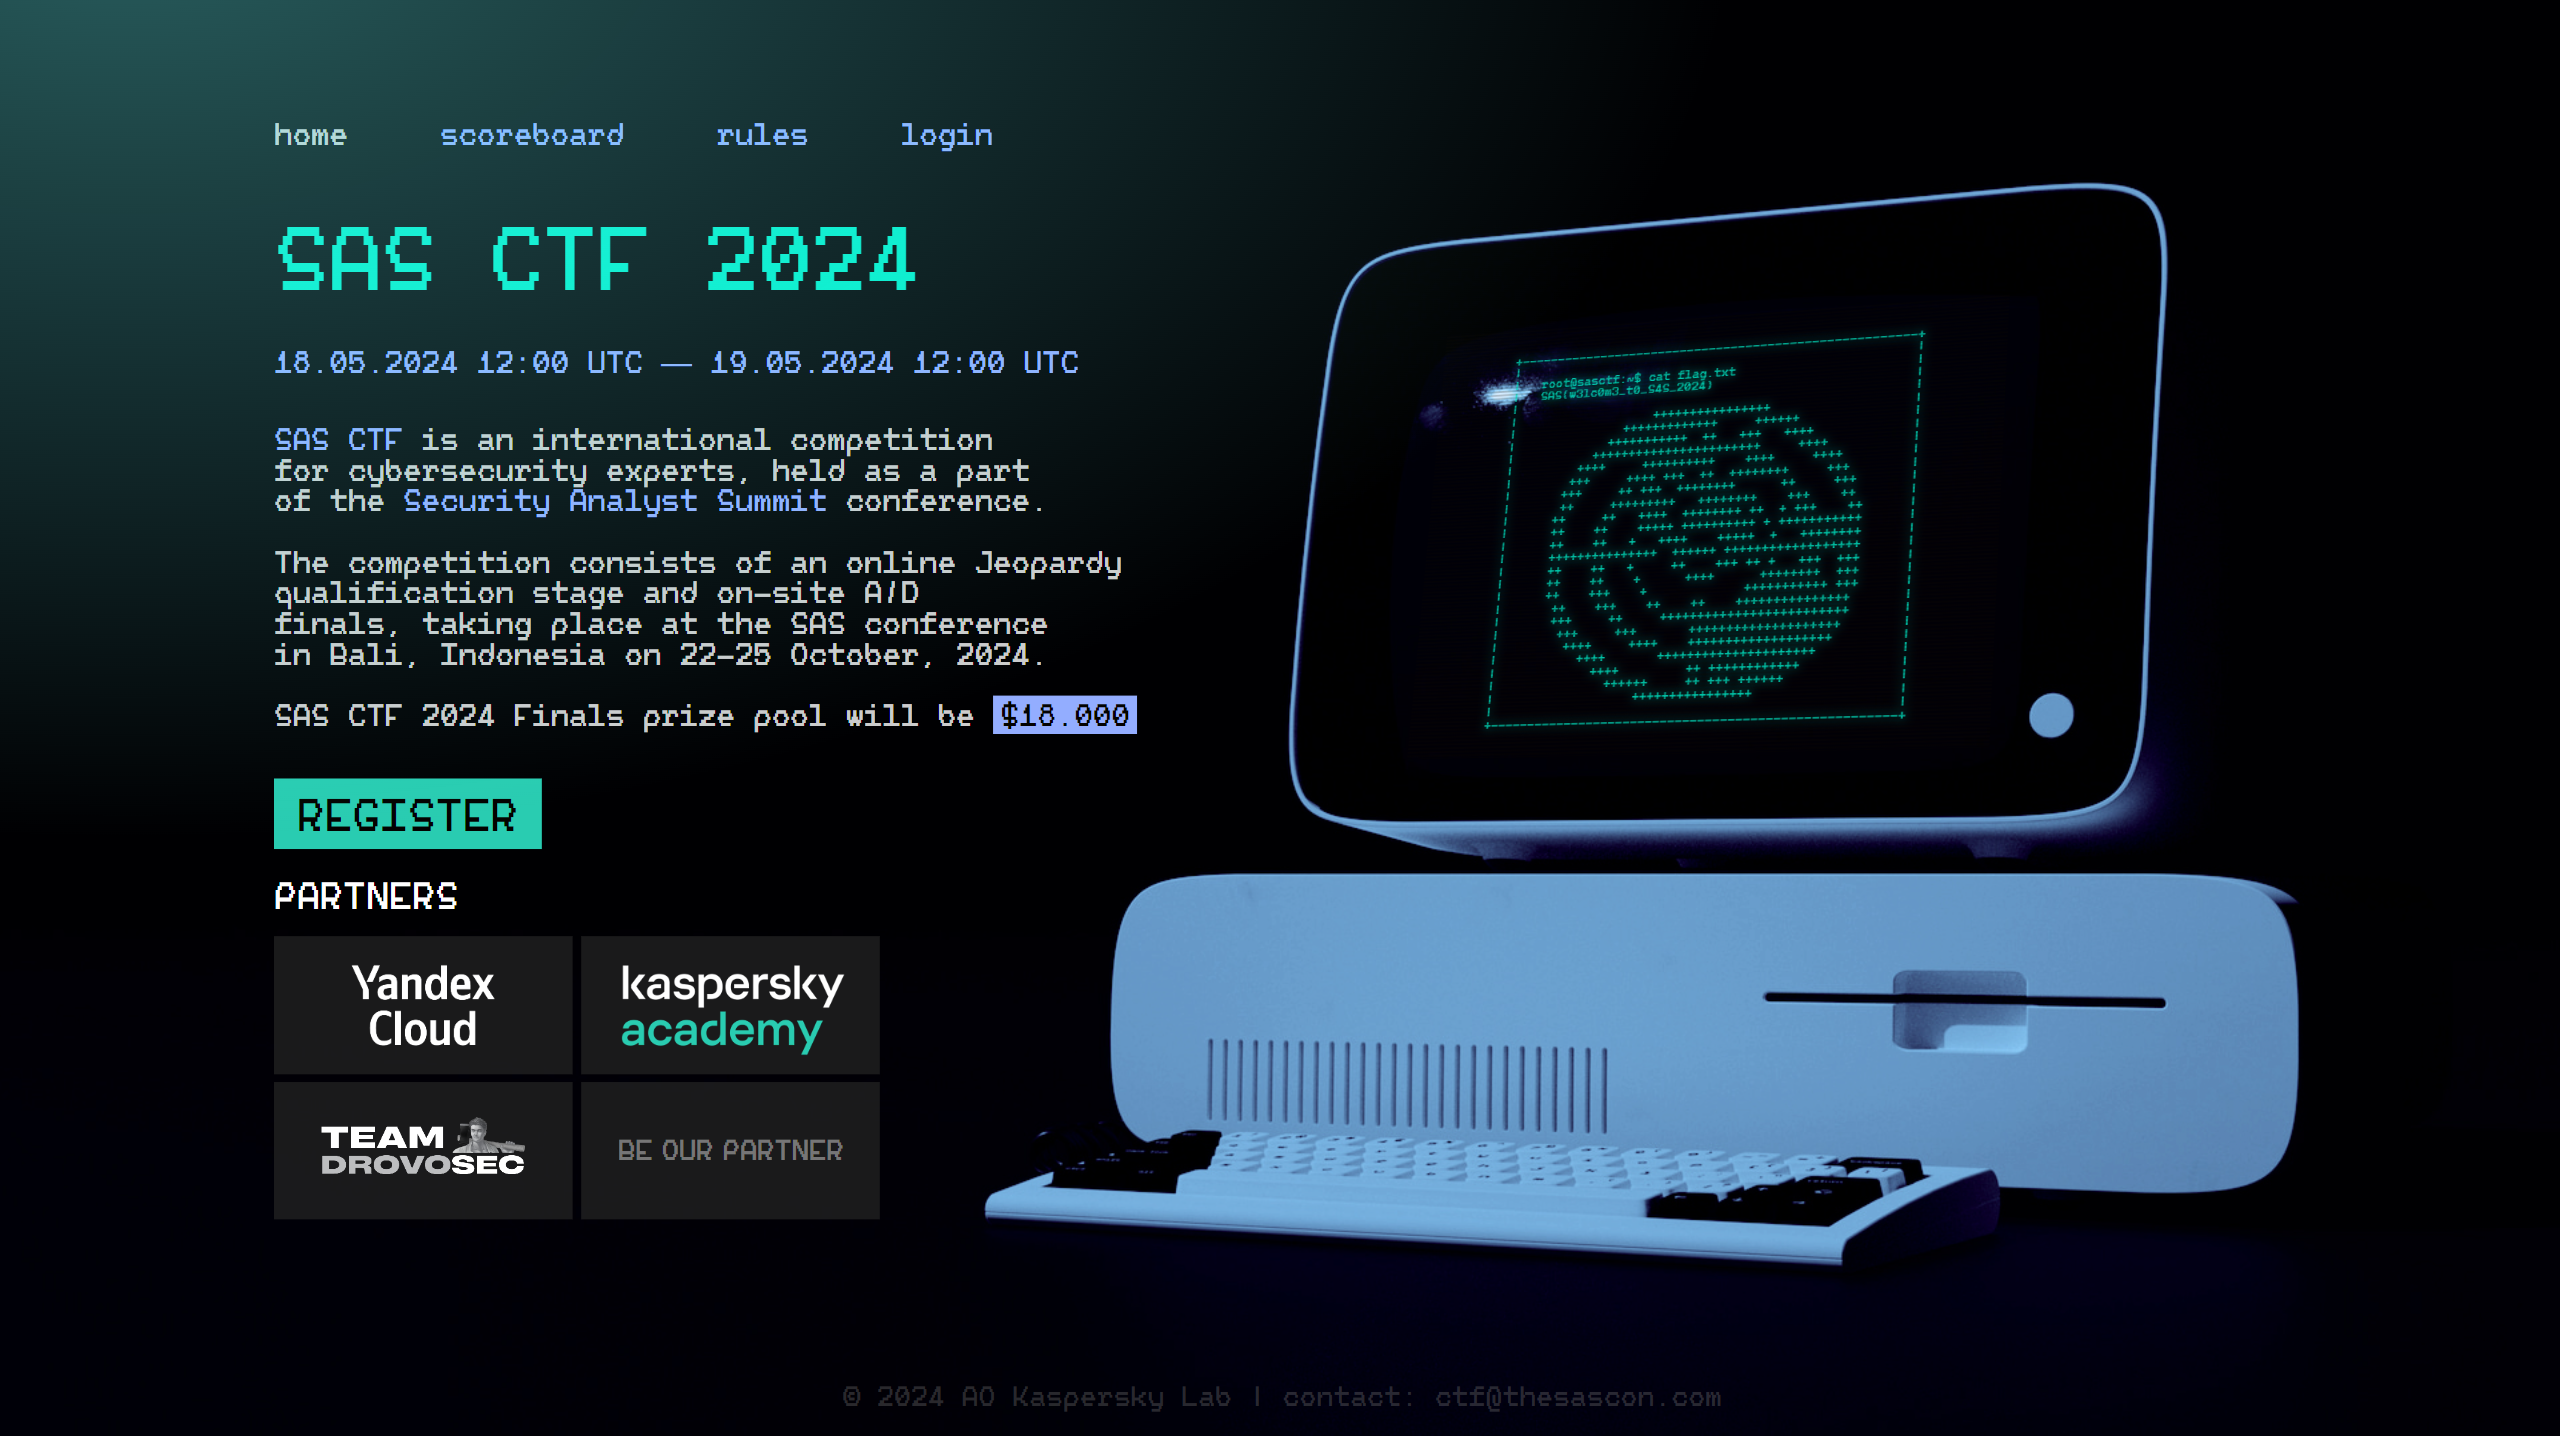 home scoreboard rules login
SAS CTF 2024
18.05.2024 12:00 UTC — 19.05.2024 12:00 UTC
SAS CTF is an international competition
for cybersecurity experts, held as a part
of the Security Analyst Summit conference.
The competition consists of an online Jeopardy
qualification stage and on-site A/D
finals, taking place at the SAS conference
in Bali, Indonesia on 22-25 October, 2024.
SAS CTF 2024 Finals prize pool will be $18.000
REGISTER
PARTNERS
Yandex
Cloud
kaspersky
academy
TEAM
DROVOSEC
BE OUR PARTNER
root@sasctf:~$ cat flag.txt
SAS{w3lc0m3_t0_S4S_2024}
© 2024 AO Kaspersky Lab | contact: ctf@thesascon.com